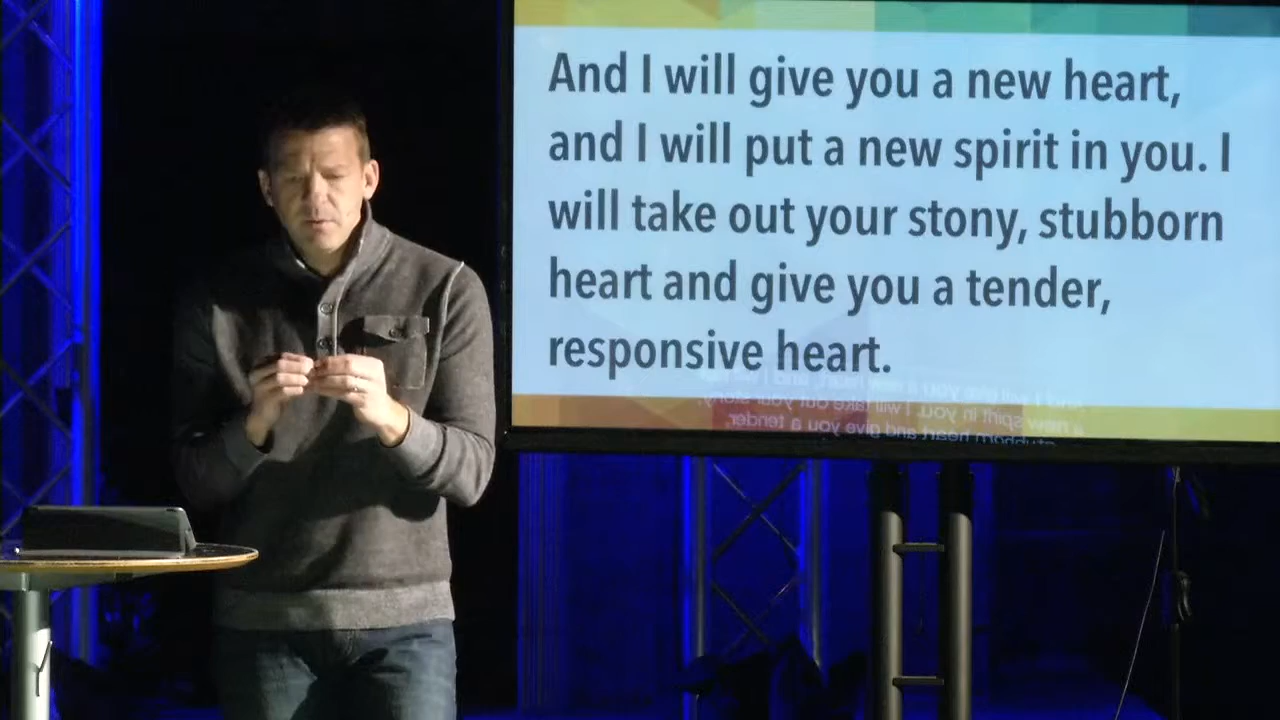 And I will give you a new heart,
and I will put a new spirit in you. I
will take out your stony, stubborn
heart and give you a tender,
responsive heart.